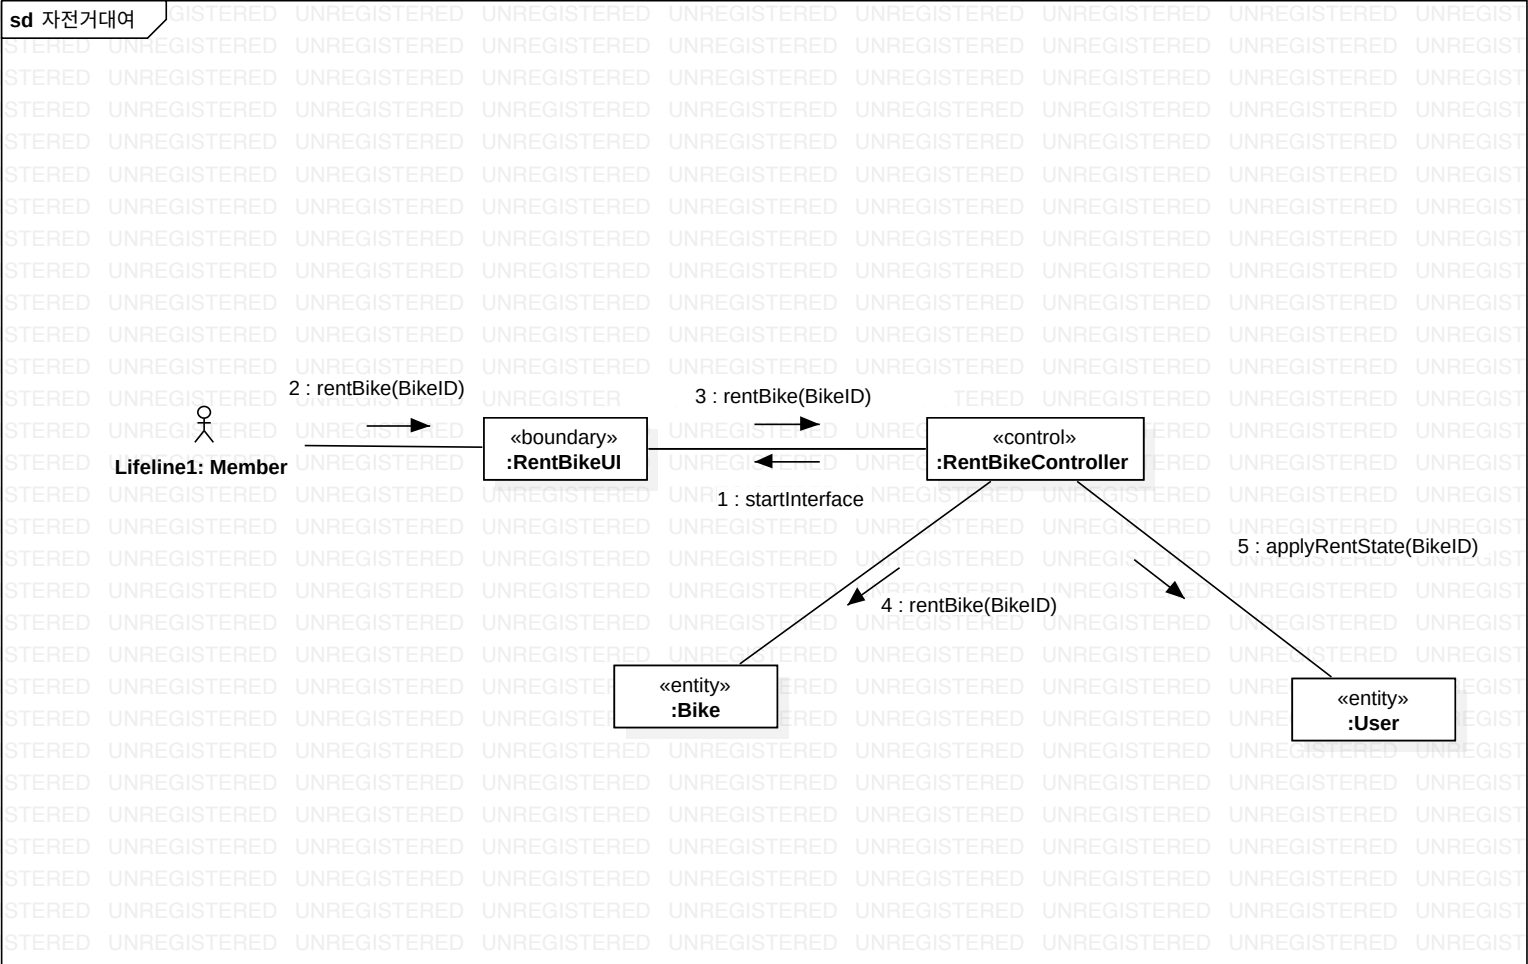 sd 자전거대여
2 : rentBike(BikeID)
3 : rentBike(BikeID)
Lifeline1: Member
«boundary»
:RentBikeUI
«control»
:RentBikeController
1 : startInterface
5 : applyRentState(BikeID)
4 : rentBike(BikeID)
«entity»
:Bike
«entity»
:User
UNREGISTERED